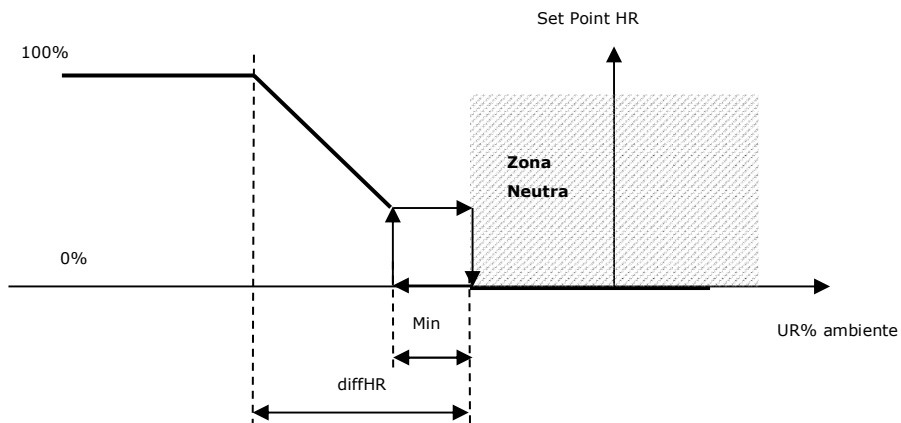 Set Point HR
100%
Zona
Neutra
0%
Min
UR% ambiente
diffHR